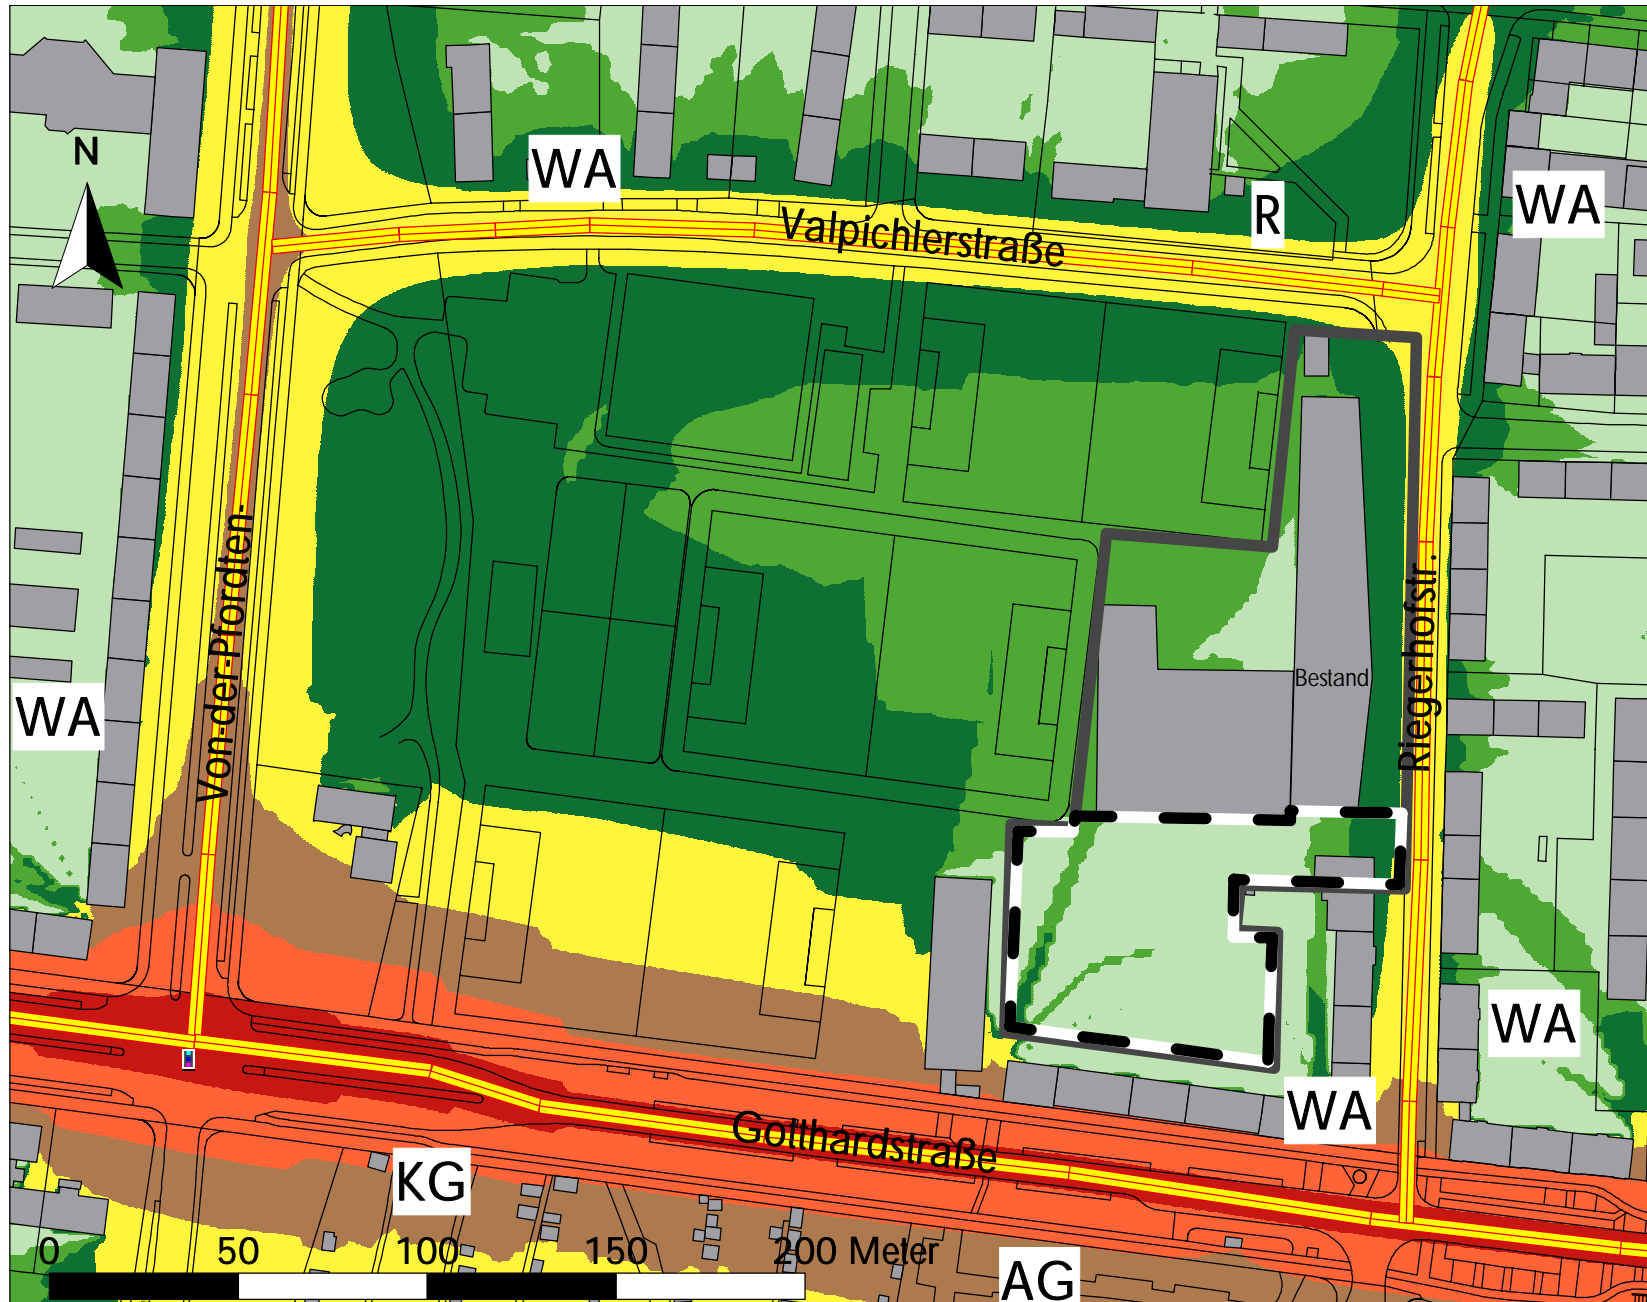 N
WA
R
WA
Valpichlerstraße
Von-der-Pfordten-
Riegerhofstr.
Bestand
WA
WA
WA
Gotthardstraße
KG
0 50 100 150 200 Meter
AG